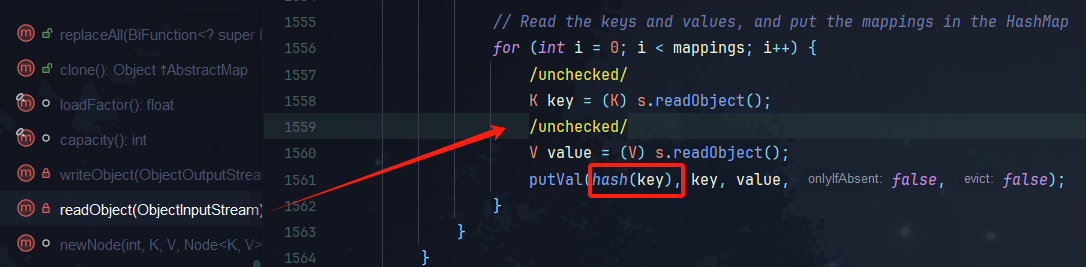 replaceAll(BiFunction<? super
clone(): Object ↑AbstractMap
loadFactor(): float
capacity(): int
writeObject(ObjectOutputStrea
readObject(ObjectInputStream)
newNode(int, K, V, Node<K, V>
1555 // Read the keys and values, and put the mappings in the HashMap
1556 for (int i = 0; i < mappings; i++) {
1557 /unchecked/
1558 K key = (K) s.readObject();
1559 /unchecked/
1560 V value = (V) s.readObject();
1561 putVal(hash(key), key, value, onlyIfAbsent: false, evict: false);
1562 }
1563 }
1564 }